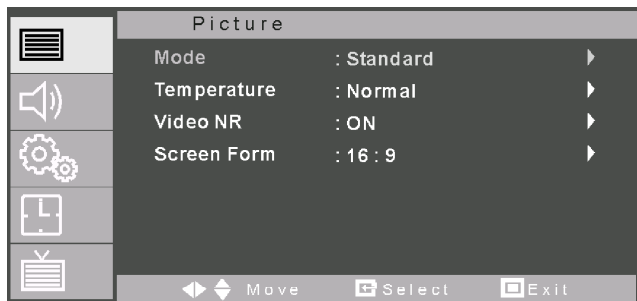 Picture
Mode : Standard
Temperature : Normal
Video NR : ON
Screen Form : 16 : 9
Move Select Exit